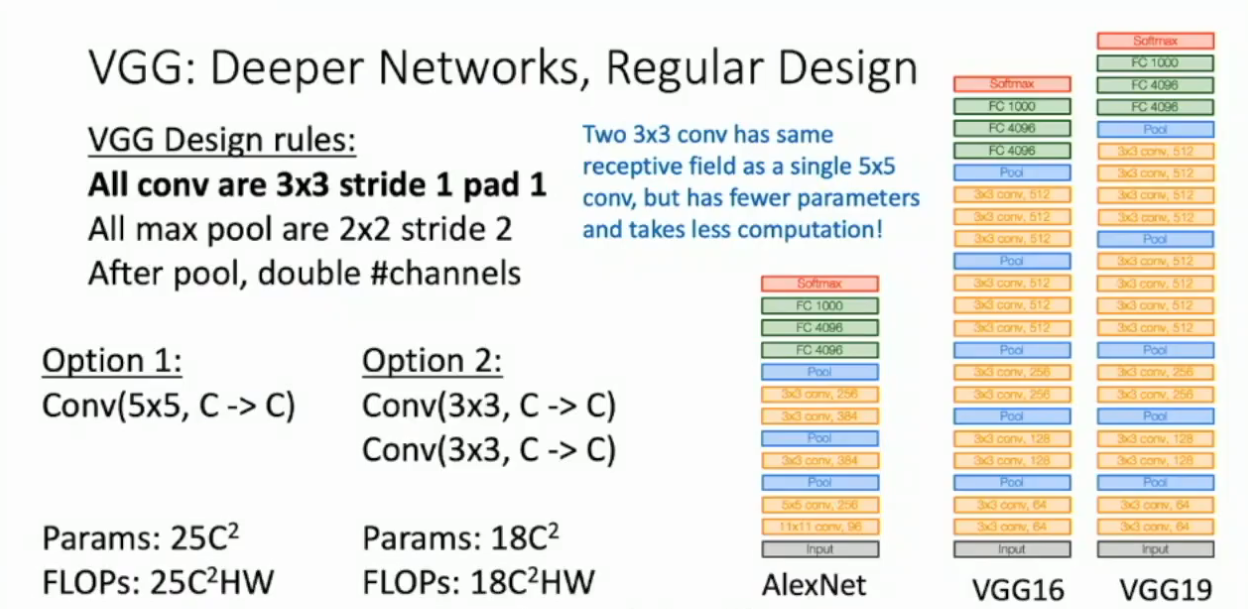 VGG: Deeper Networks, Regular Design
VGG Design rules:
All conv are 3x3 stride 1 pad 1
All max pool are 2x2 stride 2
After pool, double #channels
Two 3x3 conv has same
receptive field as a single 5x5
conv, but has fewer parameters
and takes less computation!
Option 1:
Conv(5x5, C -> C)
Params: 25C²
FLOPs: 25C²HW
Option 2:
Conv(3x3, C -> C)
Conv(3x3, C -> C)
Params: 18C²
FLOPs: 18C²HW
Softmax
FC 1000
FC 4096
FC 4096
Pool
3x3 conv, 256
3x3 conv, 384
Pool
3x3 conv, 384
Pool
5x5 conv, 256
11x11 conv, 96
Input
AlexNet
Softmax
FC 1000
FC 4096
FC 4096
Pool
3x3 conv, 512
3x3 conv, 512
3x3 conv, 512
Pool
3x3 conv, 512
3x3 conv, 512
3x3 conv, 512
Pool
3x3 conv, 256
3x3 conv, 256
Pool
3x3 conv, 128
3x3 conv, 128
Pool
3x3 conv, 64
3x3 conv, 64
Input
VGG16
Softmax
FC 1000
FC 4096
FC 4096
Pool
3x3 conv, 512
3x3 conv, 512
3x3 conv, 512
3x3 conv, 512
Pool
3x3 conv, 512
3x3 conv, 512
3x3 conv, 512
3x3 conv, 512
Pool
3x3 conv, 256
3x3 conv, 256
Pool
3x3 conv, 128
3x3 conv, 128
Pool
3x3 conv, 64
3x3 conv, 64
Input
VGG19